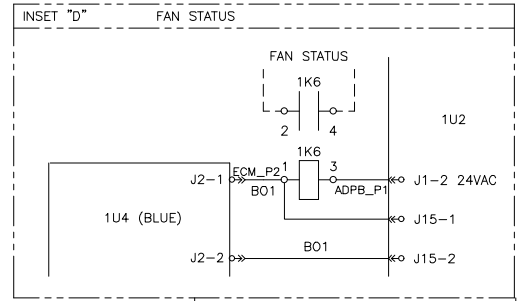 INSET "D" FAN STATUS
FAN STATUS
1K6
2 4
1U2
1K6
J2-1 ECM_P2 1 3 J1-2 24VAC
BO1 ADPB_P1
1U4 (BLUE) J15-1
BO1
J2-2 J15-2